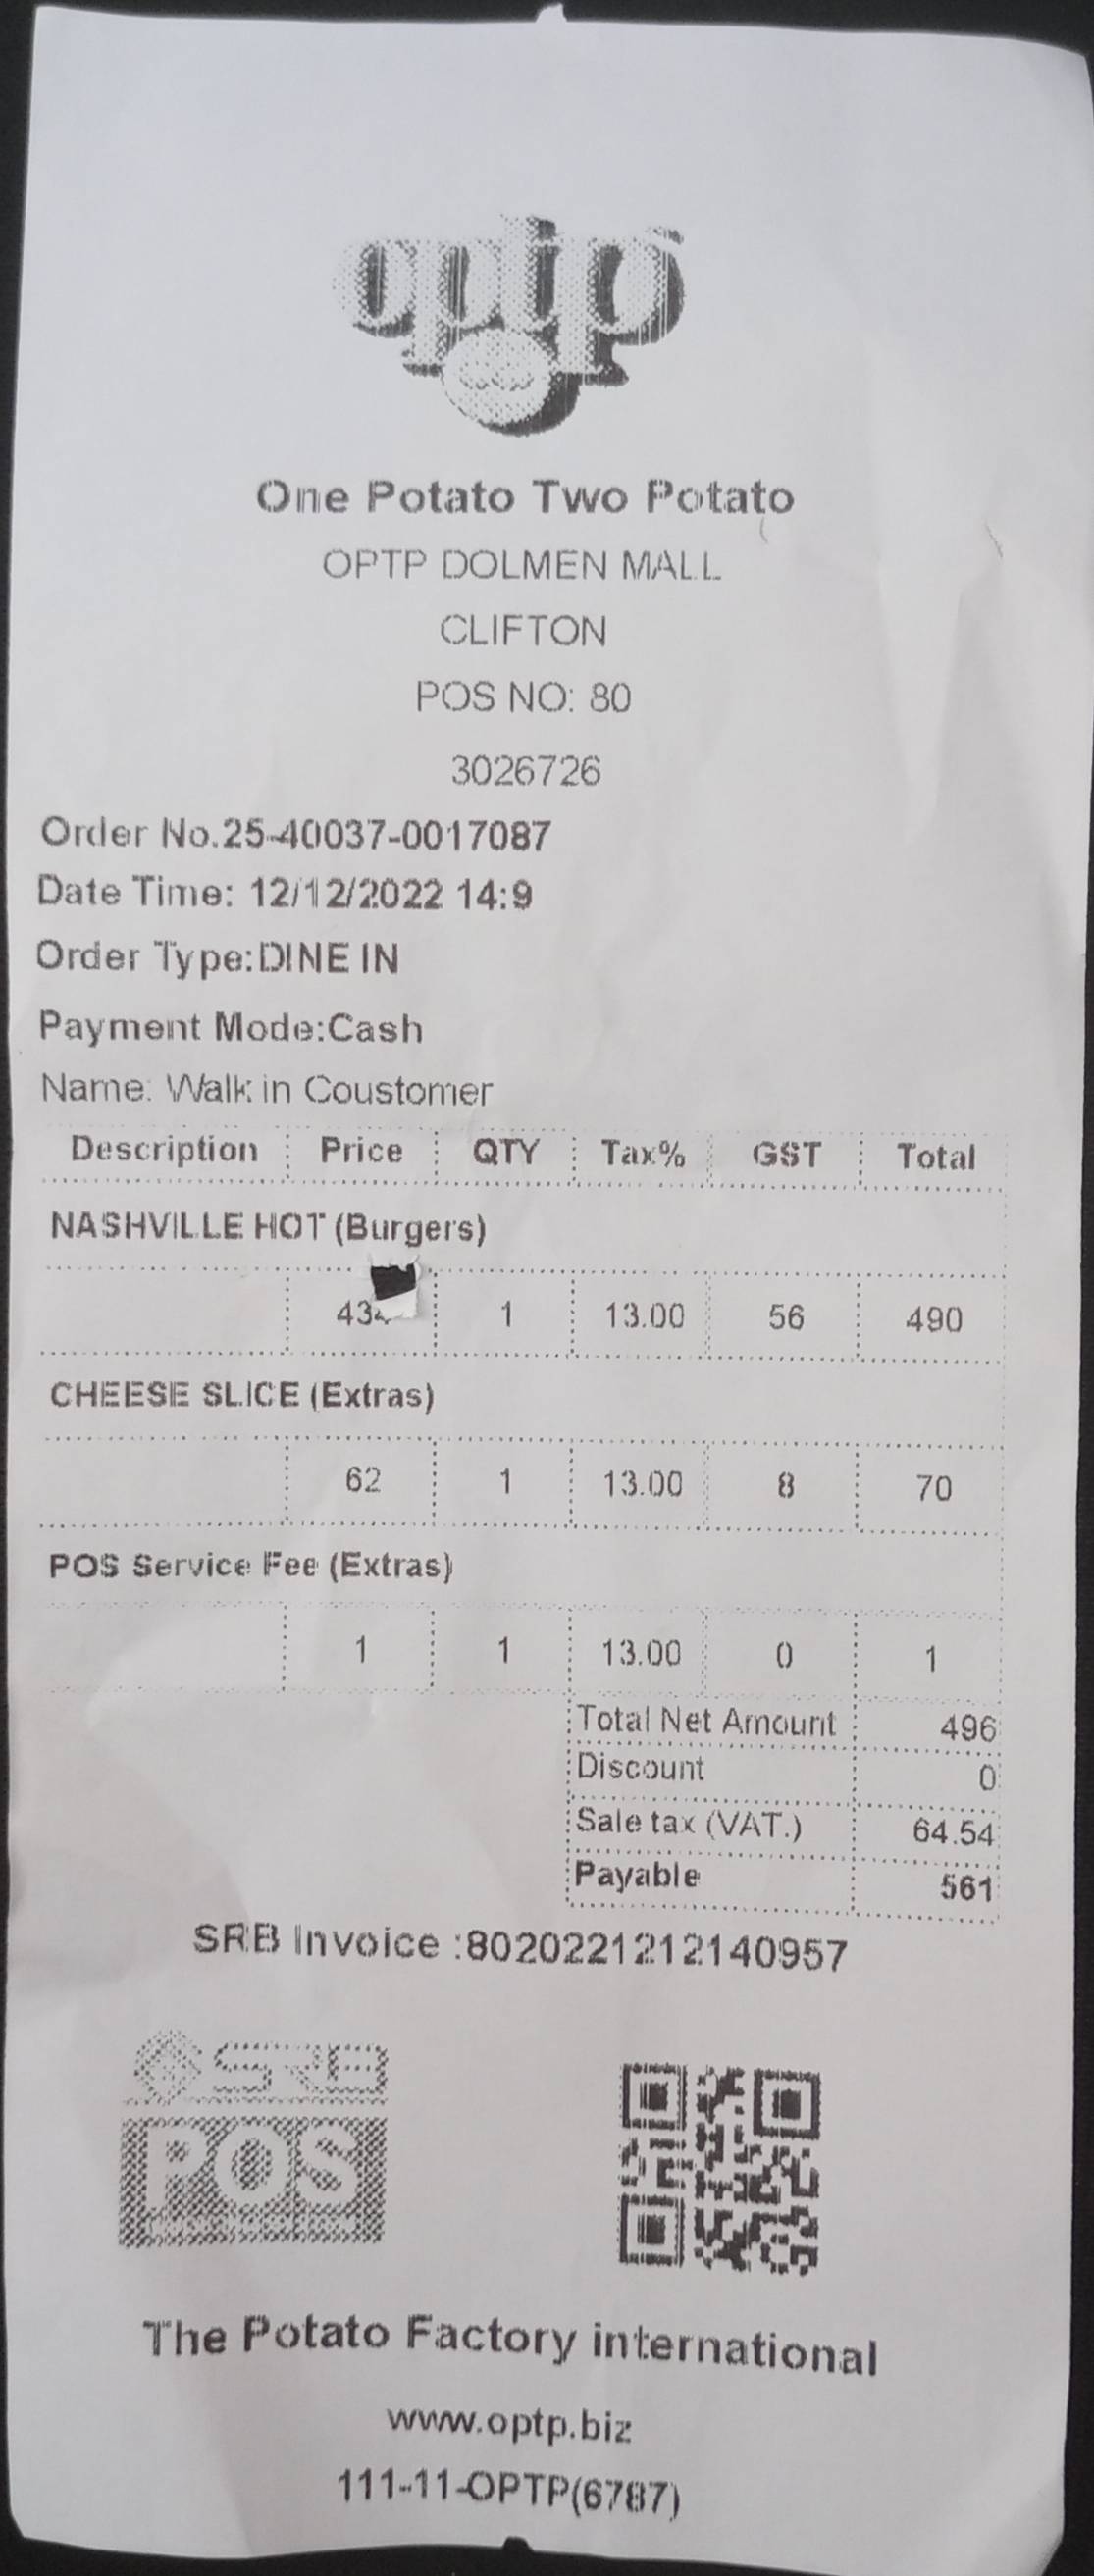 optp
One Potato Two Potato
OPTP DOLMEN MALL
CLIFTON
POS NO: 80
3026726
Order No.25-40037-0017087
Date Time: 12/12/2022 14:9
Order Type:DINE IN
Payment Mode:Cash
Name: Walk in Coustomer
Description Price QTY Tax% GST Total
NASHVILLE HOT (Burgers)
1 13.00 56 490
CHEESE SLICE (Extras)
62 1 13.00 8 70
POS Service Fee (Extras)
1 1 13.00 0 1
Total Net Amount 496
Discount 0
Sale tax (VAT.) 64.54
Payable 561
SRB Invoice :8020221212140957
SRB
POS
The Potato Factory international
www.optp.biz
111-11-OPTP(6787)